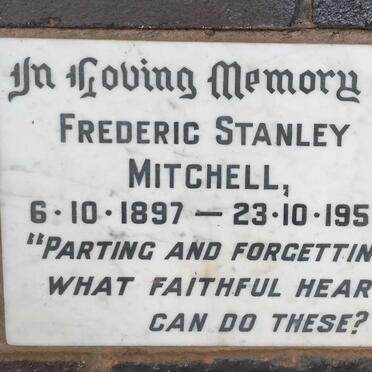 In Loving Memory
FREDERIC STANLEY
MITCHELL,
6·10·1897 — 23·10·195
"PARTING AND FORGETTIN
WHAT FAITHFUL HEAR
CAN DO THESE?